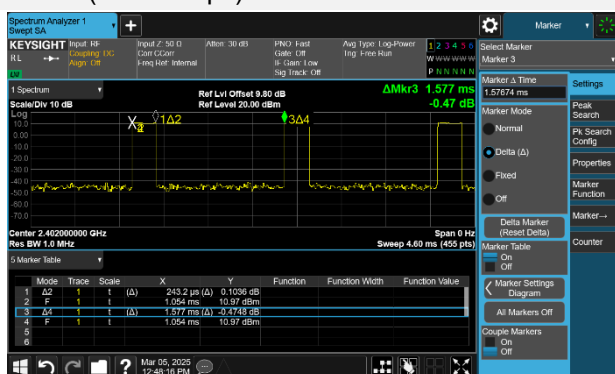 Spectrum Analyzer 1
Swept SA
Marker
KEYSIGHT Input: RF
Coupling: DC
Align: Off
Input Z: 50 Ω
Corr CCorr
Freq Ref: Internal
Atten: 30 dB
PNO: Fast
Gate: Off
IF Gain: Low
Sig Track: Off
Avg Type: Log-Power
Trig: Free Run
1 2 3 4 5 6
W W W W W W
P N N N N N
RL
Select Marker
Marker 3
1 Spectrum
Scale/Div 10 dB
Ref Lvl Offset 9.80 dB
Ref Level 20.00 dBm
ΔMkr3 1.577 ms
-0.47 dB
Log
10.0
0.00
-10.0
-20.0
-30.0
-40.0
-50.0
-60.0
-70.0
1Δ2
3Δ4
Center 2.402000000 GHz
Res BW 1.0 MHz
Span 0 Hz
Sweep 4.60 ms (455 pts)
5 Marker Table
Mode Trace Scale X Y Function Function Width Function Value
1 Δ2 1 t (Δ) 243.2 µs (Δ) 0.1036 dB
2 F 1 t 1.054 ms 10.97 dBm
3 Δ4 1 t (Δ) 1.577 ms (Δ) -0.4748 dB
4 F 1 t 1.054 ms 10.97 dBm
5
6
Marker Δ Time
1.57674 ms
Marker Mode
Normal
Delta (Δ)
Fixed
Off
Delta Marker
(Reset Delta)
Marker Table
On
Off
Marker Settings
Diagram
All Markers Off
Couple Markers
On
Off
Settings
Peak
Search
Pk Search
Config
Properties
Marker
Function
Marker→
Counter
Mar 05, 2025
12:48:16 PM